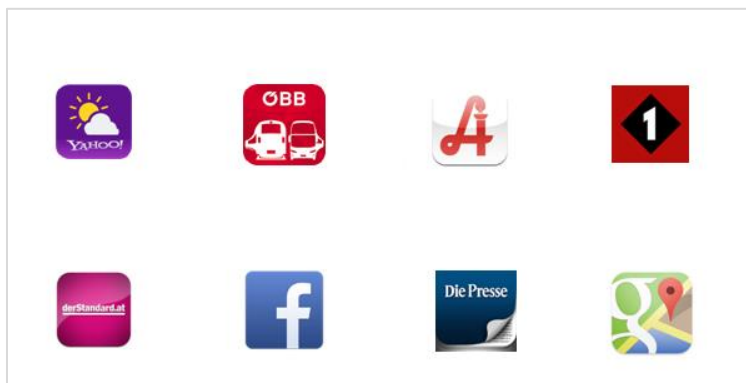 YAHOO!
ÖBB
A
1
derStandard.at
f
Die Presse
g